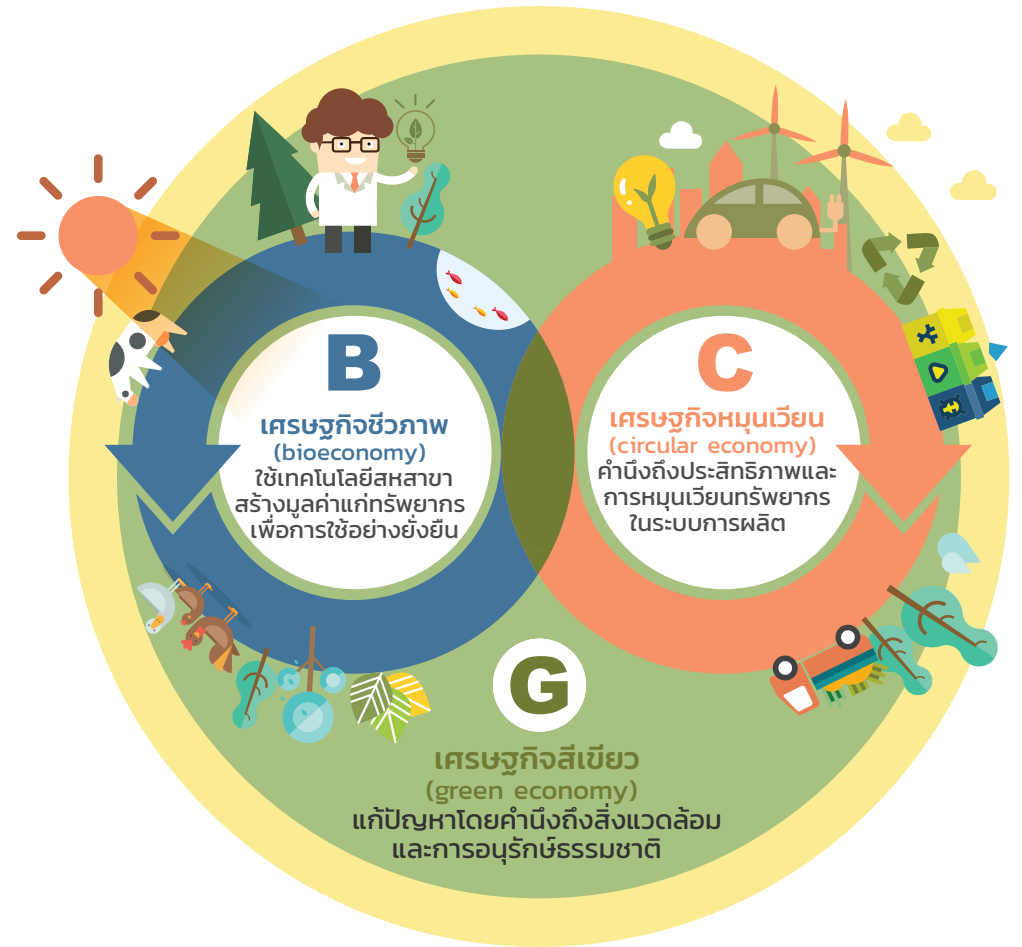 B
เศรษฐกิจชีวภาพ
(bioeconomy)
ใช้เทคโนโลยีสหสาขา
สร้างมูลค่าแก่ทรัพยากร
เพื่อการใช้อย่างยั่งยืน
C
เศรษฐกิจหมุนเวียน
(circular economy)
คำนึงถึงประสิทธิภาพและ
การหมุนเวียนทรัพยากร
ในระบบการผลิต
G
เศรษฐกิจสีเขียว
(green economy)
แก้ปัญหาโดยคำนึงถึงสิ่งแวดล้อม
และการอนุรักษ์ธรรมชาติ